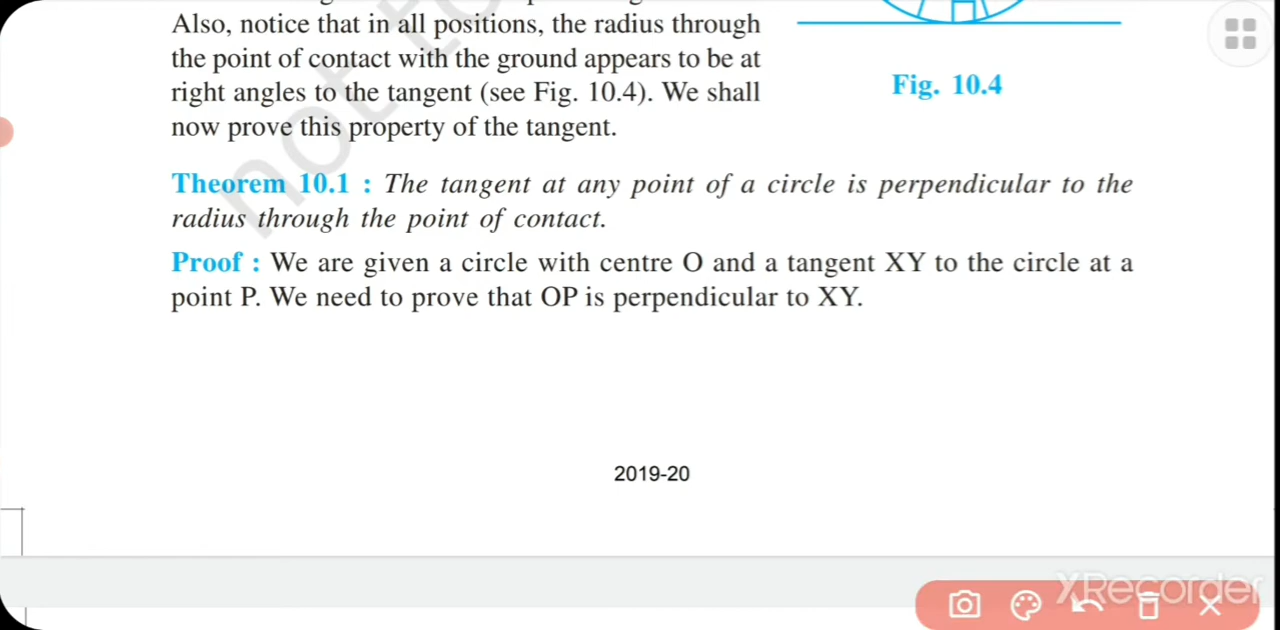 Also, notice that in all positions, the radius through
the point of contact with the ground appears to be at
right angles to the tangent (see Fig. 10.4). We shall
now prove this property of the tangent.
Fig. 10.4
not to
Theorem 10.1 : The tangent at any point of a circle is perpendicular to the
radius through the point of contact.
Proof : We are given a circle with centre O and a tangent XY to the circle at a
point P. We need to prove that OP is perpendicular to XY.
2019-20
XRecorder